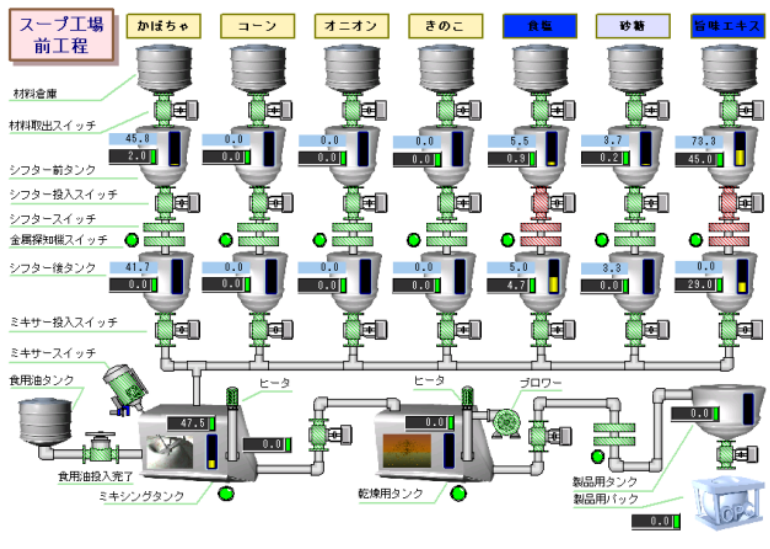 スープ工場
前工程
かぼちゃ
コーン
オニオン
きのこ
食塩
砂糖
旨味エキス
材料倉庫
材料取出スイッチ
45.8
0.0
0.0
0.0
5.5
3.7
73.3
2.0
0.0
0.0
0.0
0.9
0.2
45.0
シフター前タンク
シフター投入スイッチ
シフタースイッチ
金属探知機スイッチ
シフター後タンク
41.7
0.0
0.0
0.0
5.0
3.3
0.0
0.0
0.0
0.0
0.0
4.7
0.0
29.0
ミキサー投入スイッチ
ミキサースイッチ
食用油タンク
ヒータ
ヒータ
ブロワー
47.5
0.0
0.0
0.0
食用油投入完了
ミキシングタンク
乾燥用タンク
製品用タンク
製品用パック
0.0